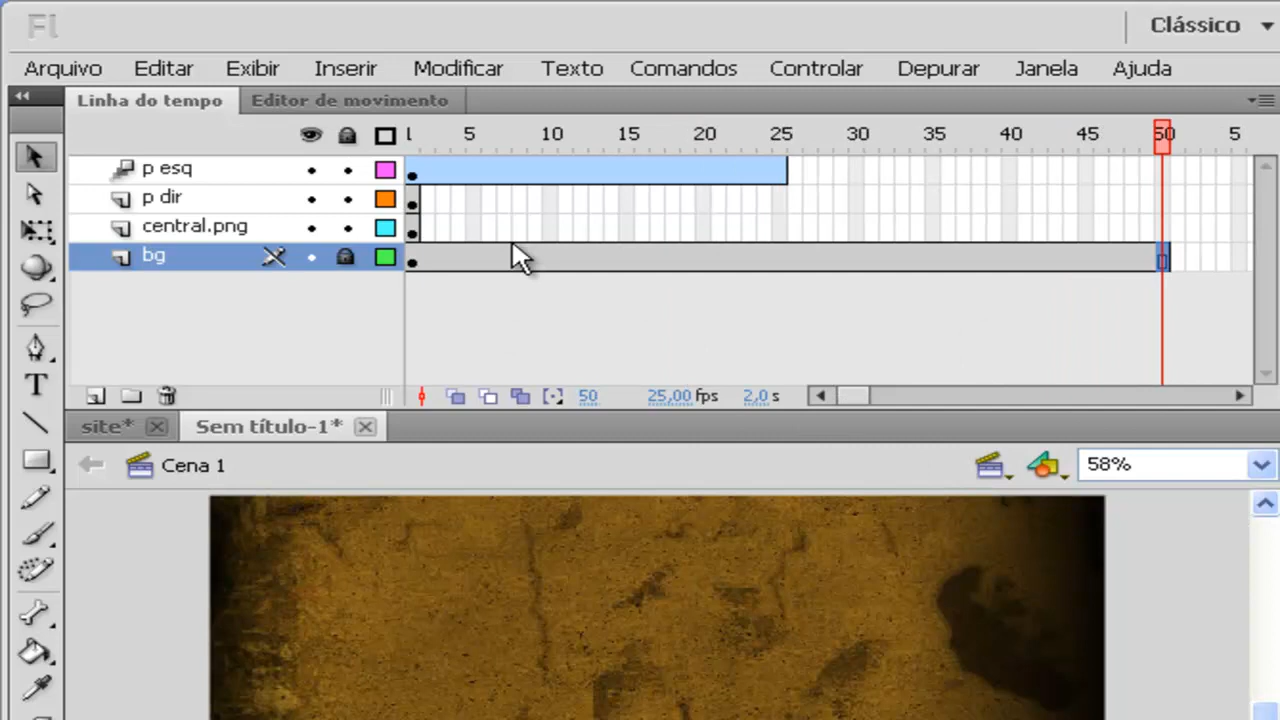 Fl
Clássico
Arquivo Editar Exibir Inserir Modificar Texto Comandos Controlar Depurar Janela Ajuda
Linha do tempo Editor de movimento
1 5 10 15 20 25 30 35 40 45 50 5
p esq
p dir
central.png
bg
50 25,00 fps 2,0 s
site* Sem título-1*
Cena 1
58%
T